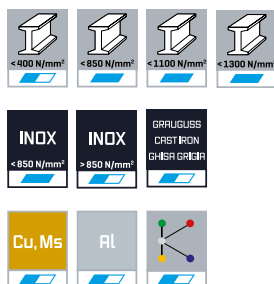 <400 N/mm² <850 N/mm² <1100 N/mm² <1300 N/mm²
INOX INOX GRAUGUSS
CAST IRON
GHISA GRIGIA
<850 N/mm² >850 N/mm²
Cu, Ms Al